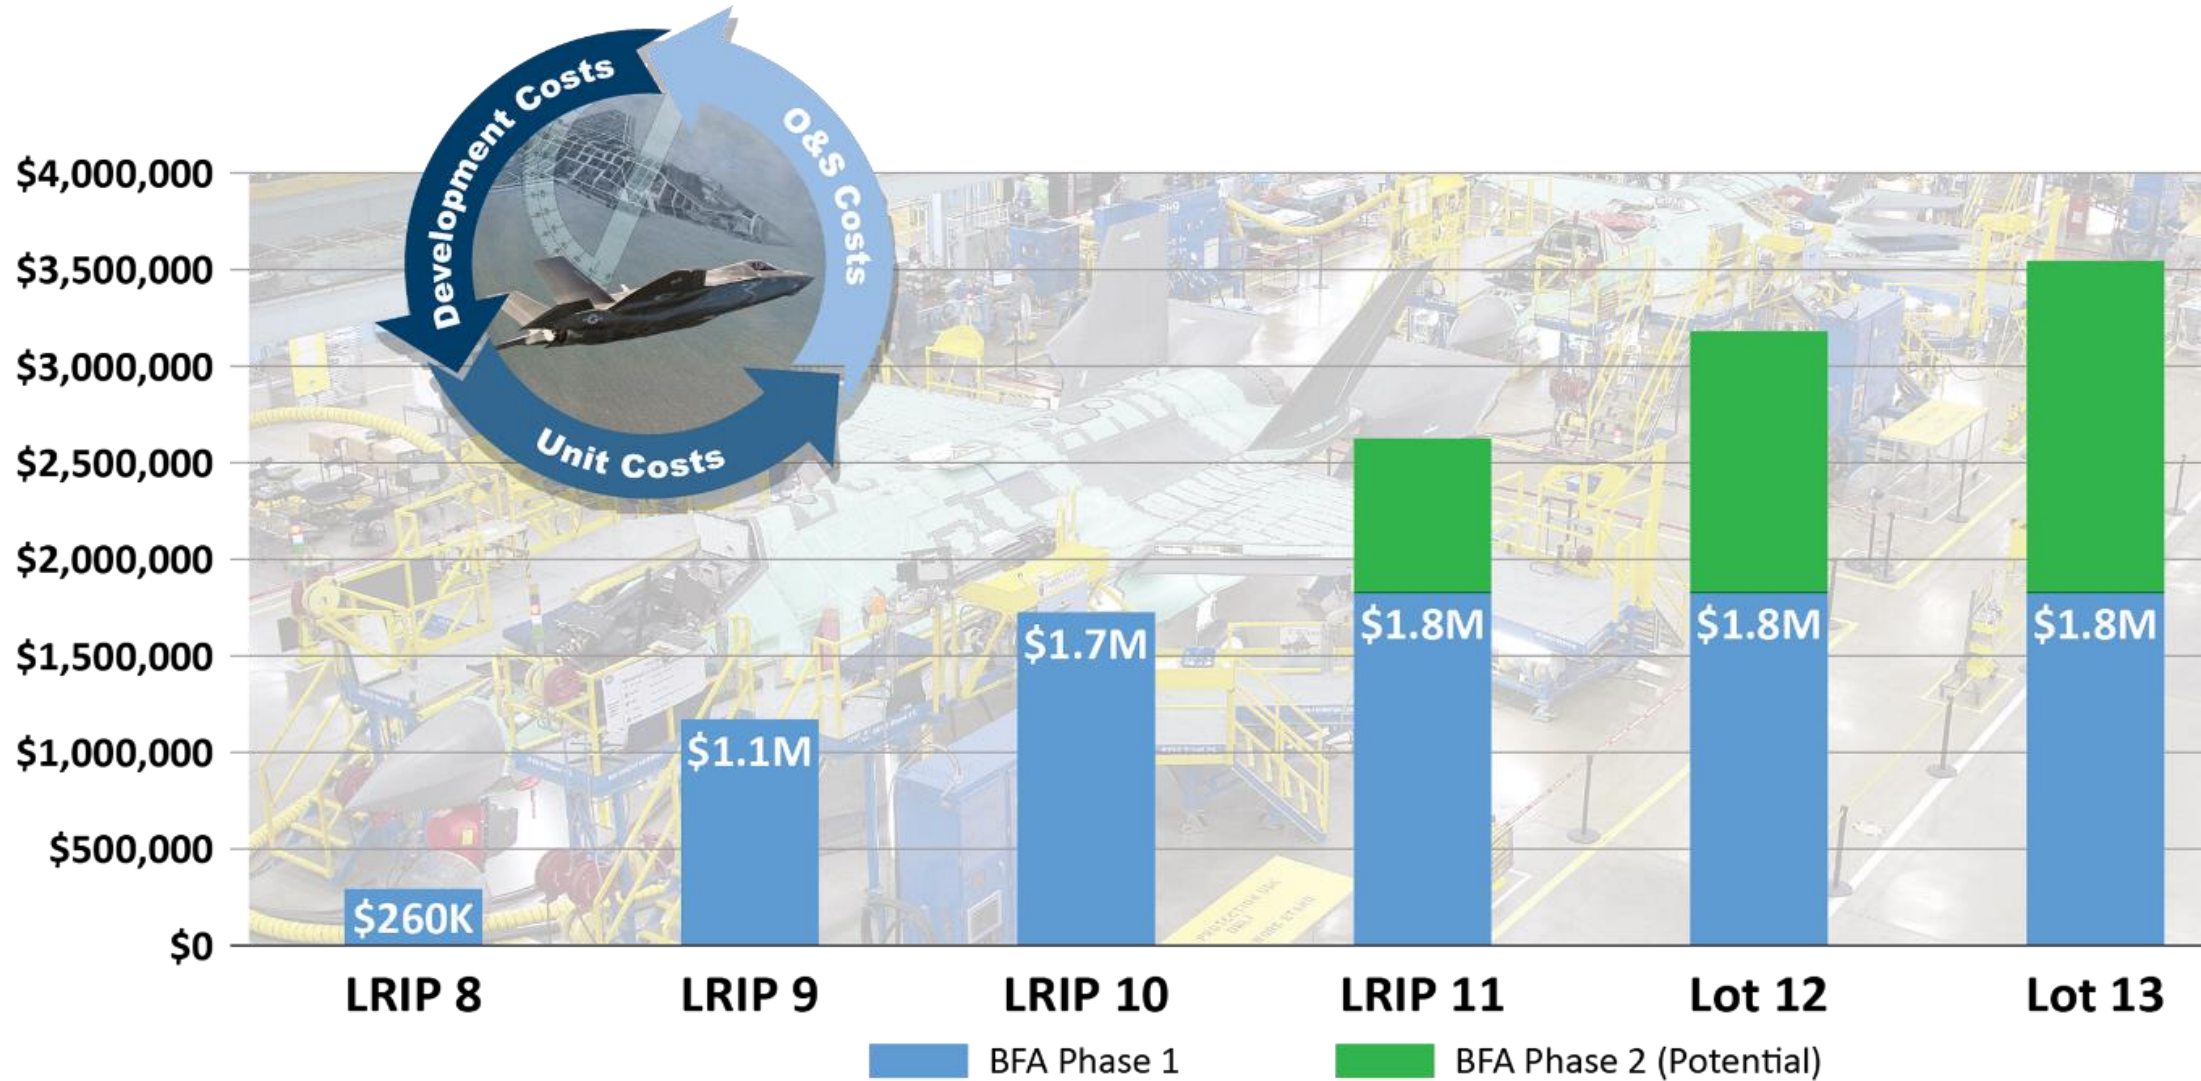 Development Costs
O&S Costs
Unit Costs
$4,000,000
$3,500,000
$3,000,000
$2,500,000
$2,000,000
$1,500,000
$1,000,000
$500,000
$0
$260K
$1.1M
$1.7M
$1.8M
$1.8M
$1.8M
LRIP 8
LRIP 9
LRIP 10
LRIP 11
Lot 12
Lot 13
BFA Phase 1
BFA Phase 2 (Potential)